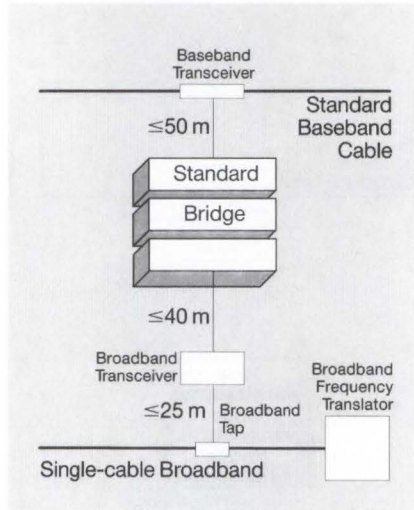 Baseband
Transceiver
Standard
Baseband
Cable
≤50 m
Standard
Bridge
≤40 m
Broadband
Transceiver
Broadband
Frequency
Translator
≤25 m
Broadband
Tap
Single-cable Broadband